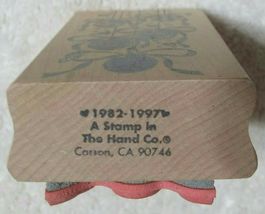 ♥1982-1997♥
A Stamp In
The Hand Co.®
Carson, CA 90746